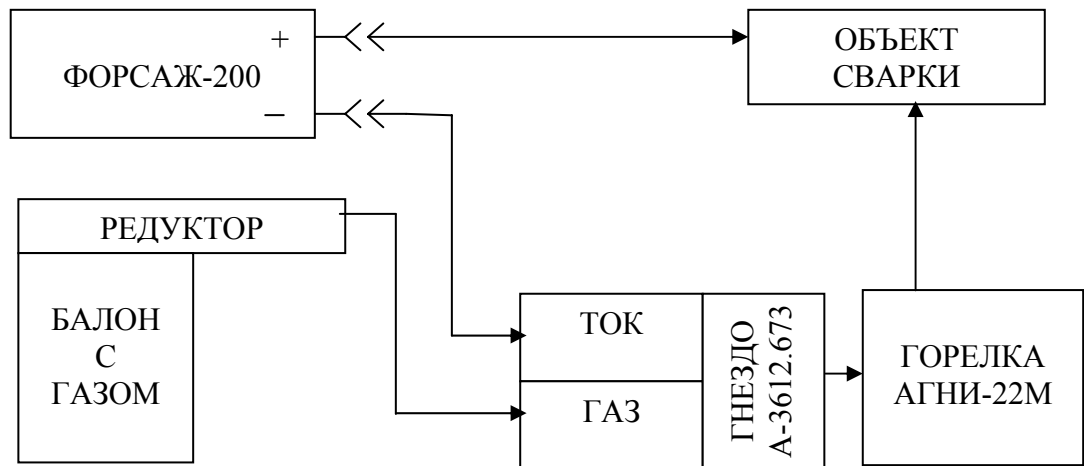 +
ФОРСАЖ-200
–
ОБЪЕКТ
СВАРКИ
РЕДУКТОР
БАЛОН
С
ГАЗОМ
ТОК
ГАЗ
ГНЕЗДО
А-3612.673
ГОРЕЛКА
АГНИ-22М